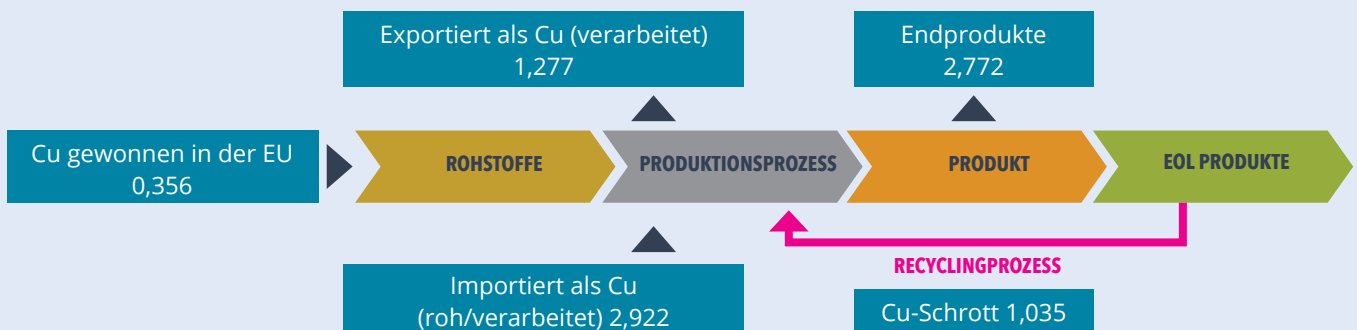 Exportiert als Cu (verarbeitet)
1,277
Endprodukte
2,772
Cu gewonnen in der EU
0,356
ROHSTOFFE
PRODUKTIONSPROZESS
PRODUKT
EOL PRODUKTE
RECYCLINGPROZESS
Importiert als Cu
(roh/verarbeitet) 2,922
Cu-Schrott 1,035